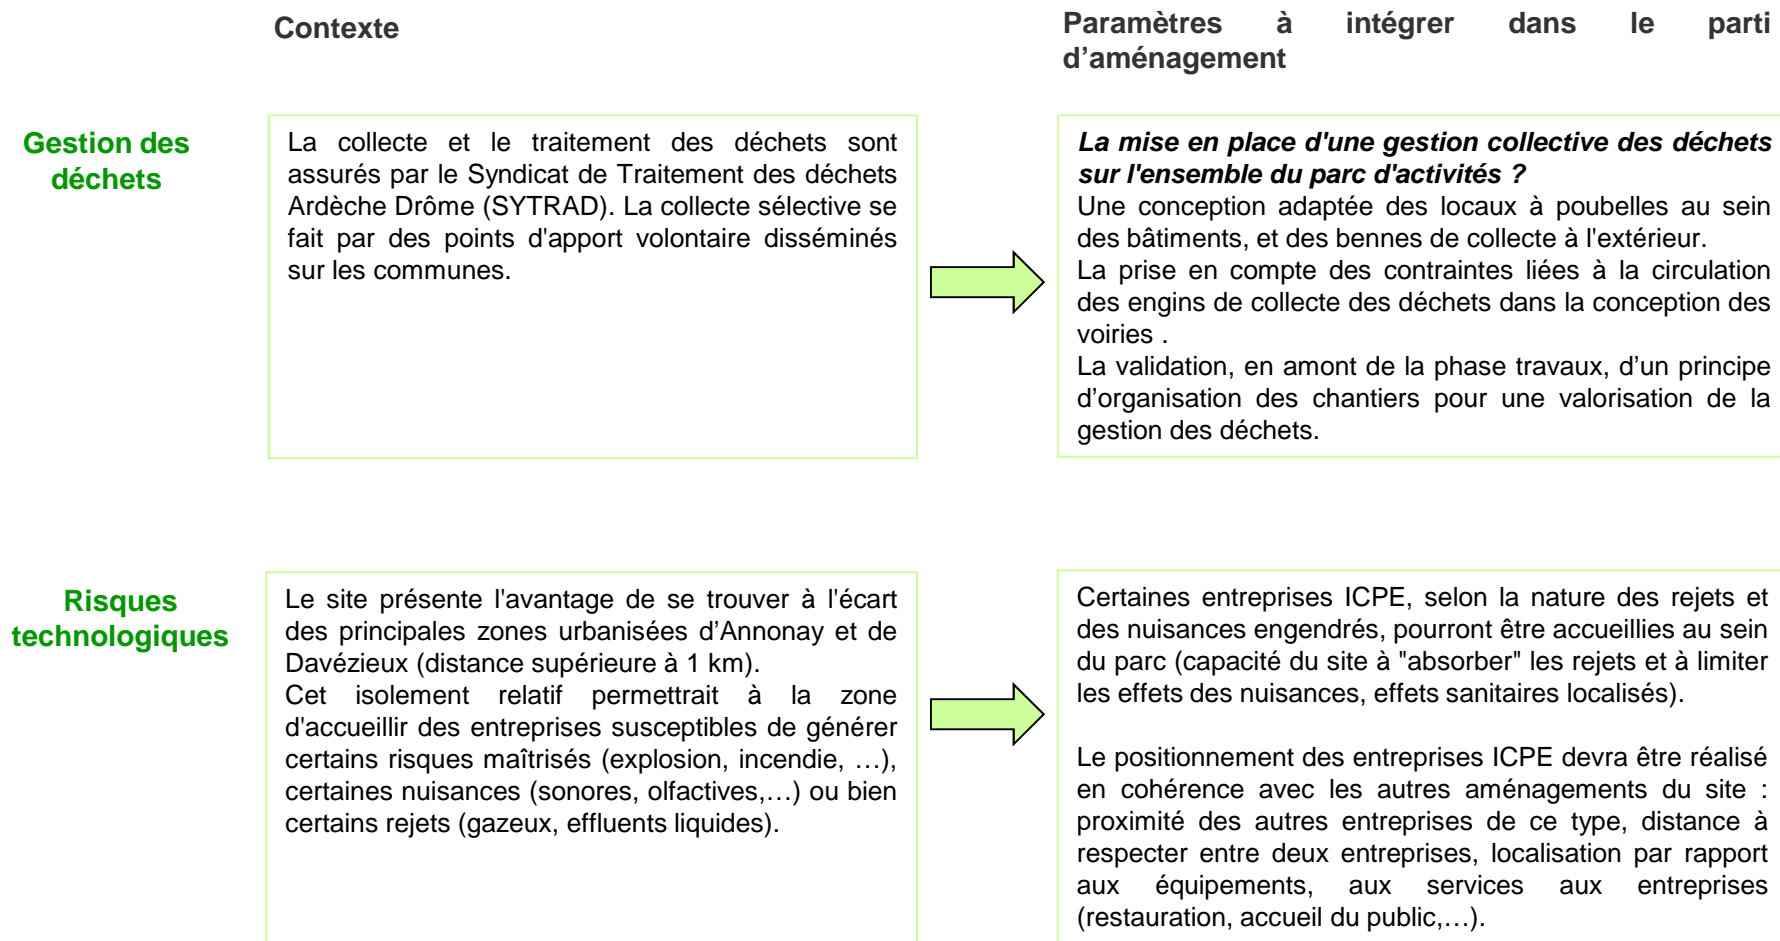 Contexte
Paramètres à intégrer dans le parti
d’aménagement
Gestion des
déchets
La collecte et le traitement des déchets sont
assurés par le Syndicat de Traitement des déchets
Ardèche Drôme (SYTRAD). La collecte sélective se
fait par des points d'apport volontaire disséminés
sur les communes.
La mise en place d'une gestion collective des déchets
sur l'ensemble du parc d'activités ?
Une conception adaptée des locaux à poubelles au sein
des bâtiments, et des bennes de collecte à l'extérieur.
La prise en compte des contraintes liées à la circulation
des engins de collecte des déchets dans la conception des
voiries .
La validation, en amont de la phase travaux, d’un principe
d’organisation des chantiers pour une valorisation de la
gestion des déchets.
Risques
technologiques
Le site présente l'avantage de se trouver à l'écart
des principales zones urbanisées d’Annonay et de
Davézieux (distance supérieure à 1 km).
Cet isolement relatif permettrait à la zone
d'accueillir des entreprises susceptibles de générer
certains risques maîtrisés (explosion, incendie, …),
certaines nuisances (sonores, olfactives,…) ou bien
certains rejets (gazeux, effluents liquides).
Certaines entreprises ICPE, selon la nature des rejets et
des nuisances engendrés, pourront être accueillies au sein
du parc (capacité du site à "absorber" les rejets et à limiter
les effets des nuisances, effets sanitaires localisés).
Le positionnement des entreprises ICPE devra être réalisé
en cohérence avec les autres aménagements du site :
proximité des autres entreprises de ce type, distance à
respecter entre deux entreprises, localisation par rapport
aux équipements, aux services aux entreprises
(restauration, accueil du public,…).